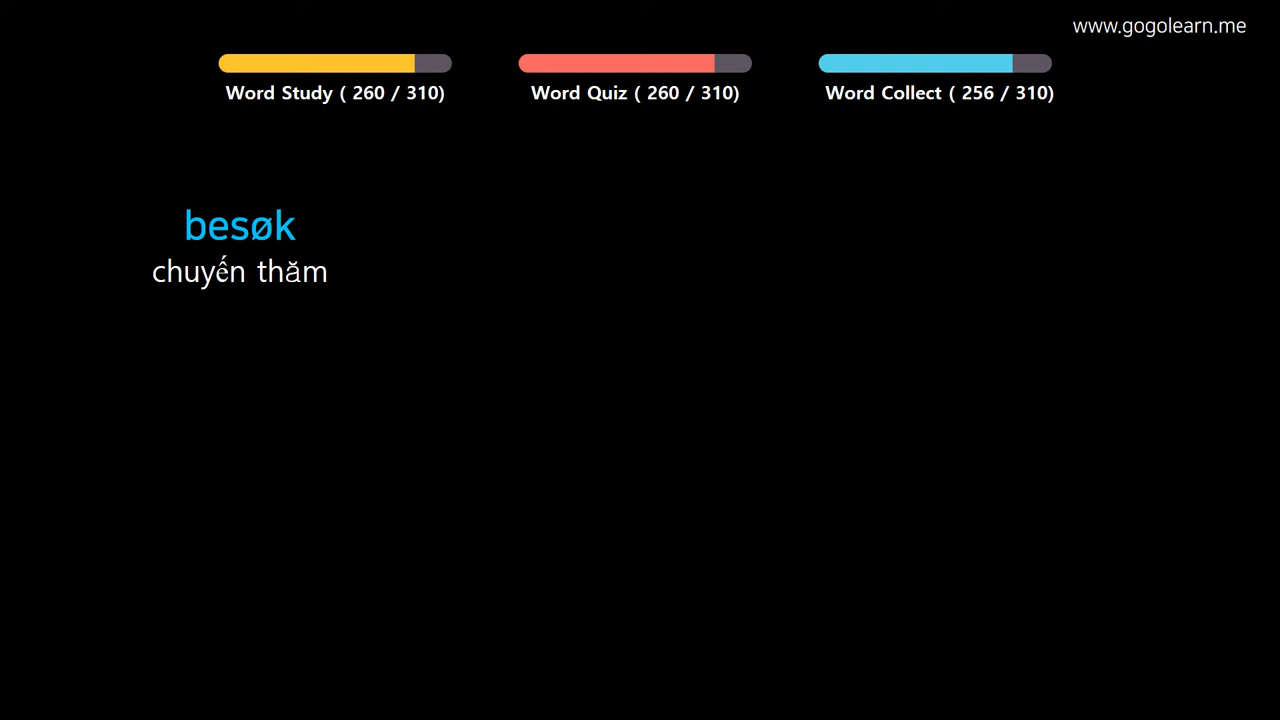 www.gogolearn.me
Word Study ( 260 / 310)
Word Quiz ( 260 / 310)
Word Collect ( 256 / 310)
besøk
chuyến thăm